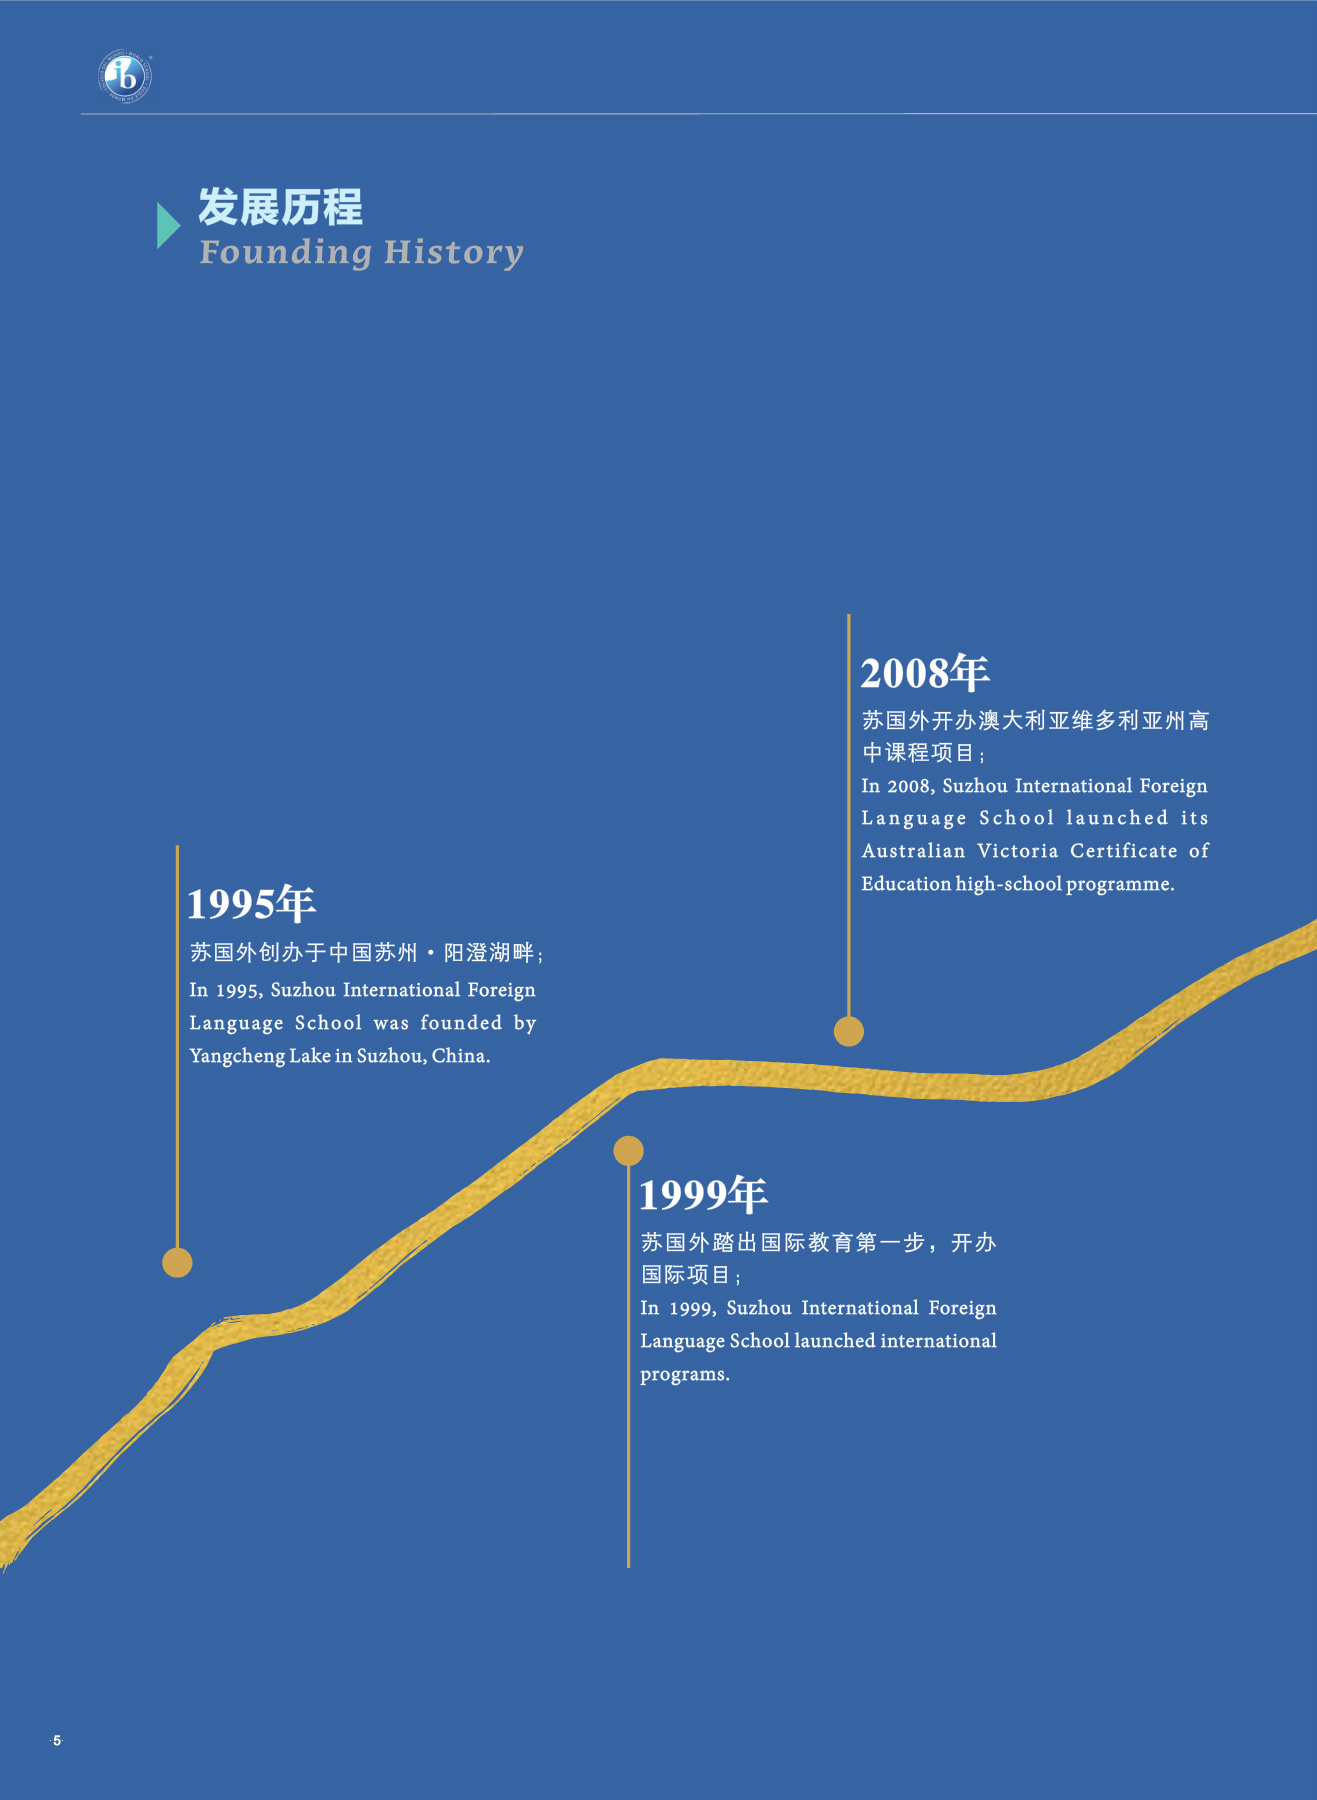 ib
发展历程
Founding History
2008年
苏国外开办澳大利亚维多利亚州高
中课程项目；
In 2008, Suzhou International Foreign
Language School launched its
Australian Victoria Certificate of
Education high-school programme.
1995年
苏国外创办于中国苏州·阳澄湖畔；
In 1995, Suzhou International Foreign
Language School was founded by
Yangcheng Lake in Suzhou, China.
1999年
苏国外踏出国际教育第一步，开办
国际项目；
In 1999, Suzhou International Foreign
Language School launched international
programs.
5